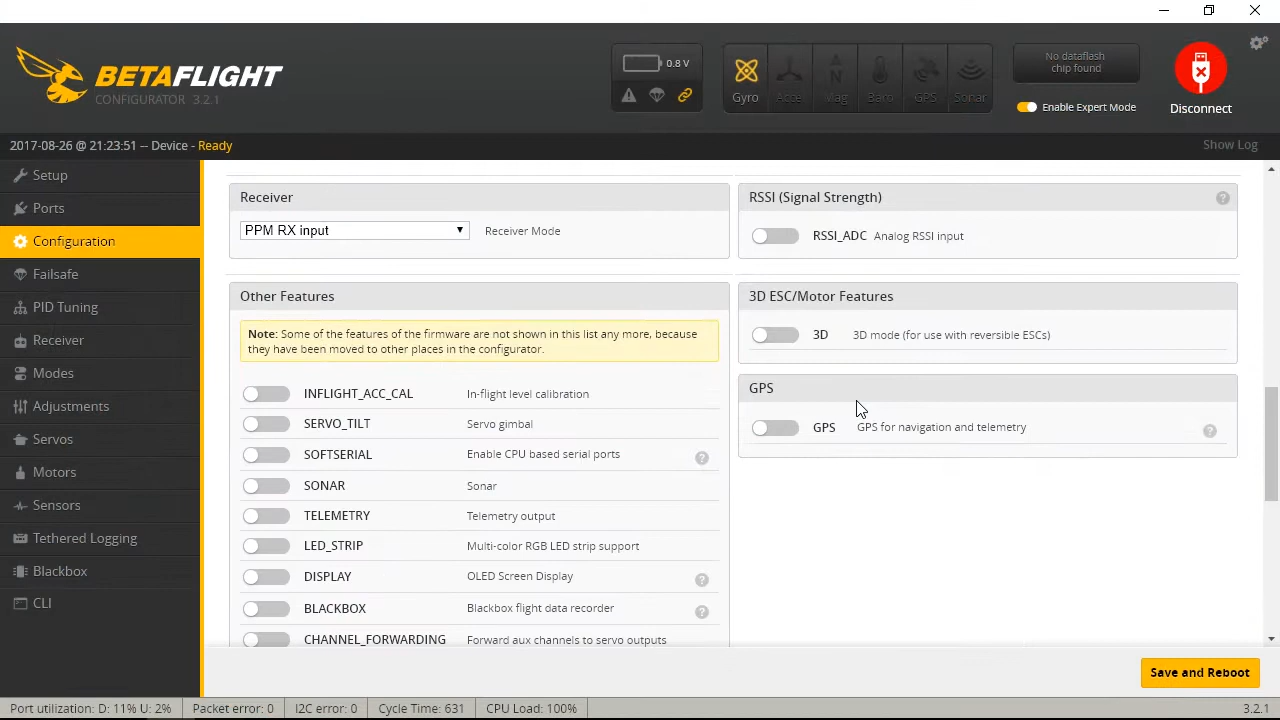 BETAFLIGHT
CONFIGURATOR 3.2.1
0.8 V
Gyro
Accel
Mag
Baro
GPS
Sonar
No dataflash
chip found
Enable Expert Mode
Disconnect
2017-08-26 @ 21:23:51 -- Device - Ready
Show Log
Setup
Ports
Configuration
Failsafe
PID Tuning
Receiver
Modes
Adjustments
Servos
Motors
Sensors
Tethered Logging
Blackbox
CLI
Receiver
PPM RX input
Receiver Mode
RSSI (Signal Strength)
?
RSSI_ADC Analog RSSI input
Other Features
Note: Some of the features of the firmware are not shown in this list any more, because
they have been moved to other places in the configurator.
INFLIGHT_ACC_CAL In-flight level calibration
SERVO_TILT Servo gimbal
SOFTSERIAL Enable CPU based serial ports ?
SONAR Sonar
TELEMETRY Telemetry output
LED_STRIP Multi-color RGB LED strip support
DISPLAY OLED Screen Display ?
BLACKBOX Blackbox flight data recorder ?
CHANNEL_FORWARDING Forward aux channels to servo outputs
3D ESC/Motor Features
3D 3D mode (for use with reversible ESCs)
GPS
GPS GPS for navigation and telemetry ?
Save and Reboot
Port utilization: D: 11% U: 2%
Packet error: 0
I2C error: 0
Cycle Time: 631
CPU Load: 100%
3.2.1